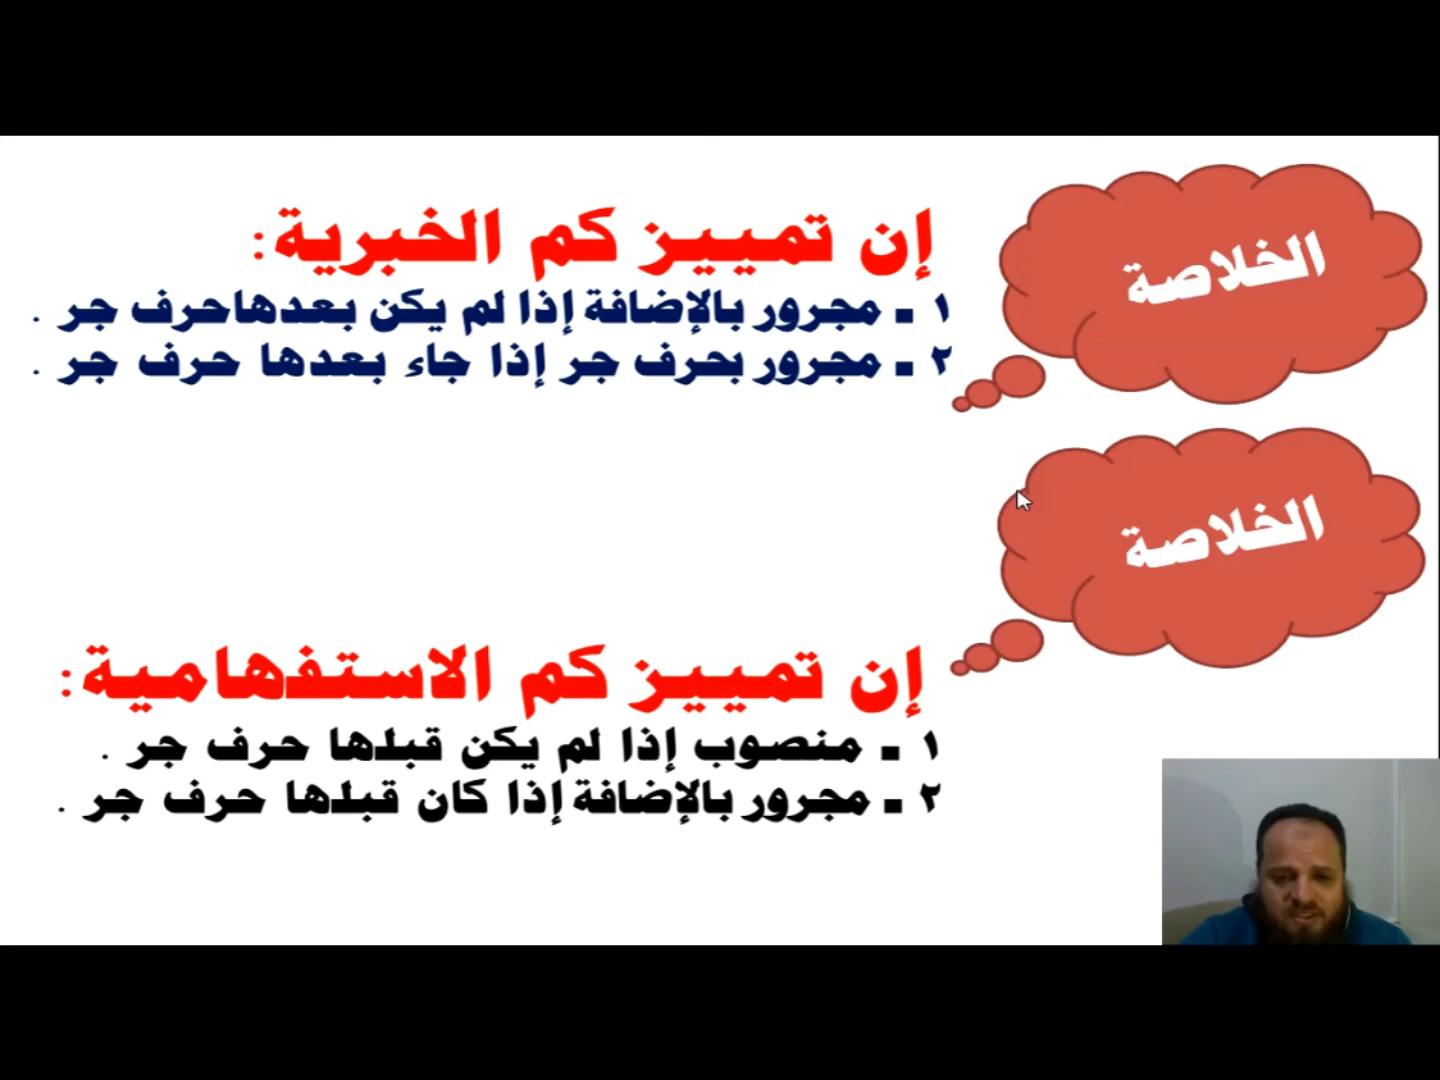 الخلاصة
إن تمييز كم الخبرية:
١ ـ مجرور بالإضافة إذا لم يكن بعدهاحرف جر .
٢ ـ مجرور بحرف جر إذا جاء بعدها حرف جر .
الخلاصة
إن تمييز كم الاستفهامية:
١ ـ منصوب إذا لم يكن قبلها حرف جر .
٢ ـ مجرور بالإضافة إذا كان قبلها حرف جر .